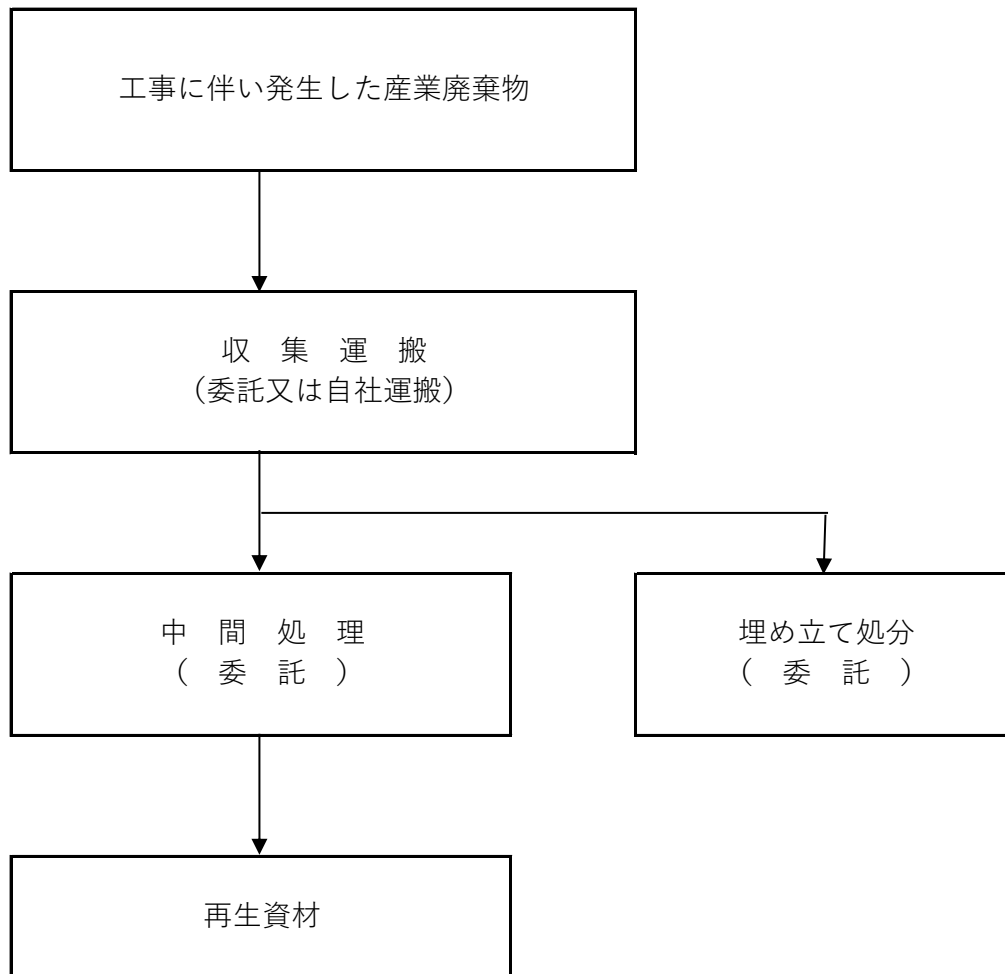 工事に伴い発生した産業廃棄物
収　集　運　搬
（委託又は自社運搬）
中　間　処　理
（　委　託　）
埋め立て処分
（　委　託　）
再生資材